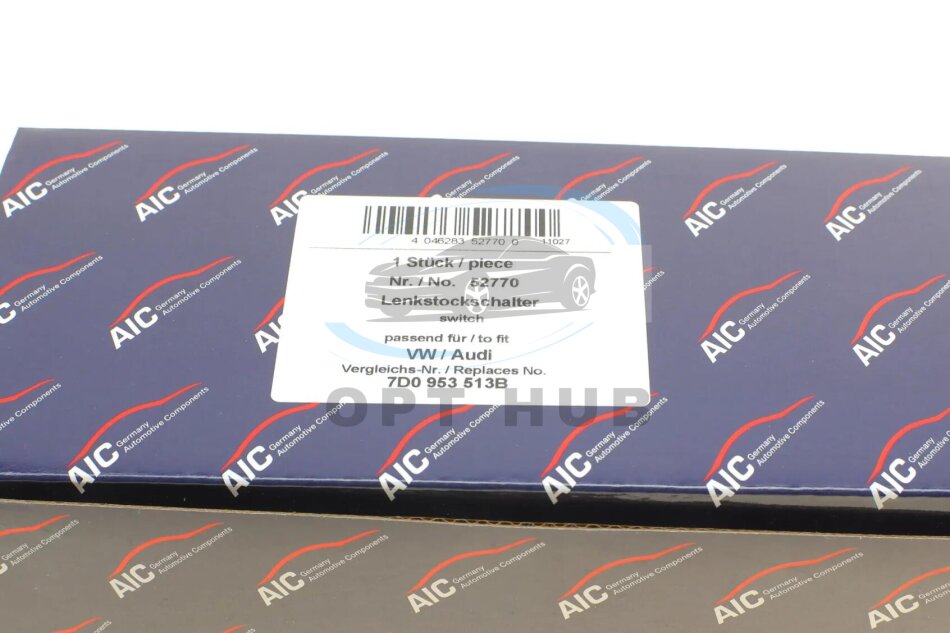 AIC Germany Automotive Components
4 046283 52770 0 11027
1 Stück / piece
Nr. / No. 52770
Lenkstockschalter
switch
passend für / to fit
VW / Audi
Vergleichs-Nr. / Replaces No.
7D0 953 513B
OPT HUB